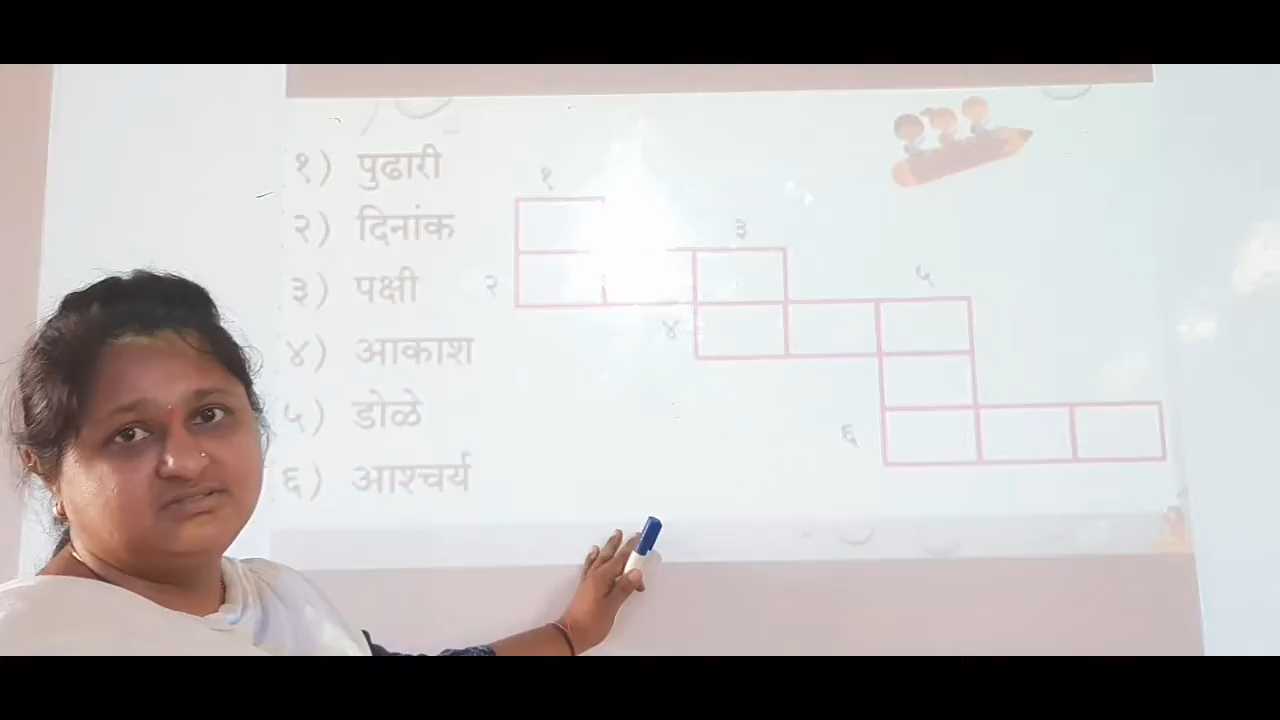 १) पुढारी
२) दिनांक
३) पक्षी
४) आकाश
५) डोळे
६) आश्चर्य
१
३
२
५
४
६